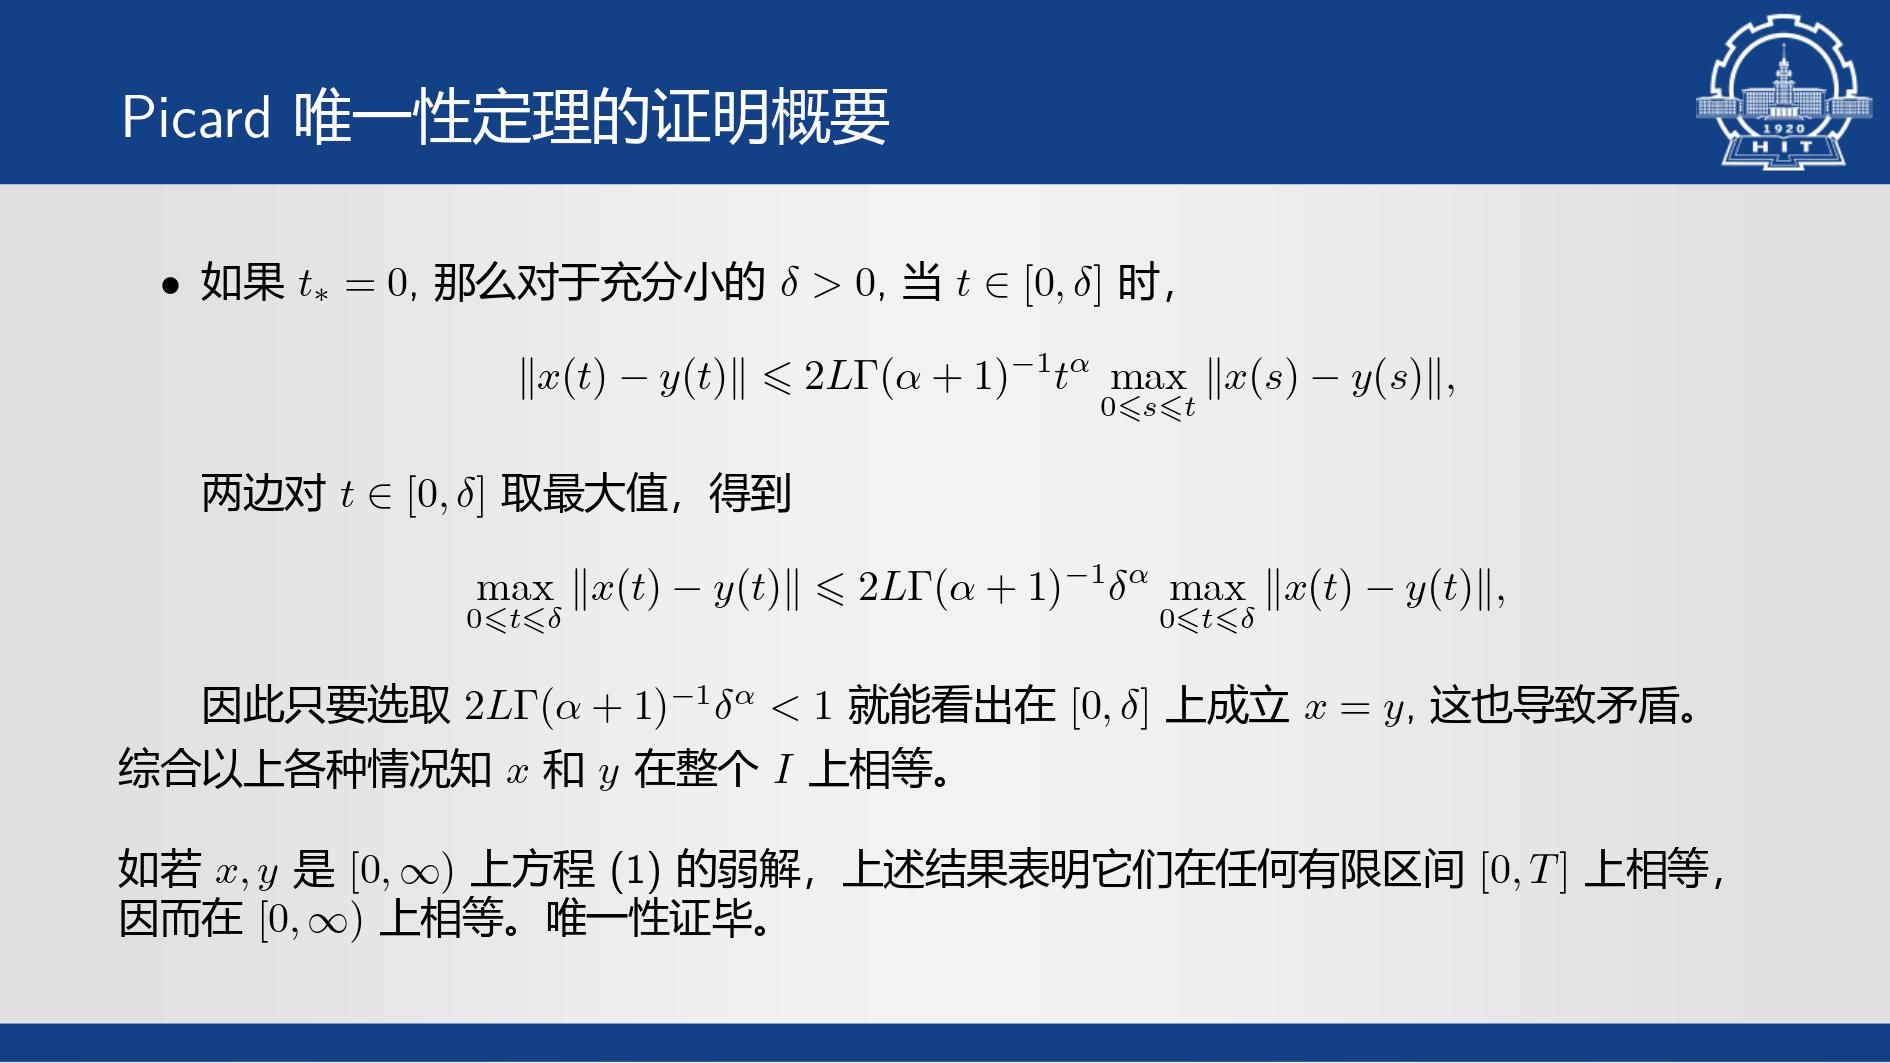 Picard 唯一性定理的证明概要
1920
HIT
• 如果 t∗ = 0, 那么对于充分小的 δ > 0, 当 t ∈ [0, δ] 时，
∥x(t) − y(t)∥ ⩽ 2LΓ(α + 1)⁻¹t^α max_{0⩽s⩽t} ∥x(s) − y(s)∥,
两边对 t ∈ [0, δ] 取最大值，得到
max_{0⩽t⩽δ} ∥x(t) − y(t)∥ ⩽ 2LΓ(α + 1)⁻¹δ^α max_{0⩽t⩽δ} ∥x(t) − y(t)∥,
因此只要选取 2LΓ(α + 1)⁻¹δ^α < 1 就能看出在 [0, δ] 上成立 x = y, 这也导致矛盾。
综合以上各种情况知 x 和 y 在整个 I 上相等。
如若 x, y 是 [0, ∞) 上方程 (1) 的弱解，上述结果表明它们在任何有限区间 [0, T] 上相等，
因而在 [0, ∞) 上相等。唯一性证毕。